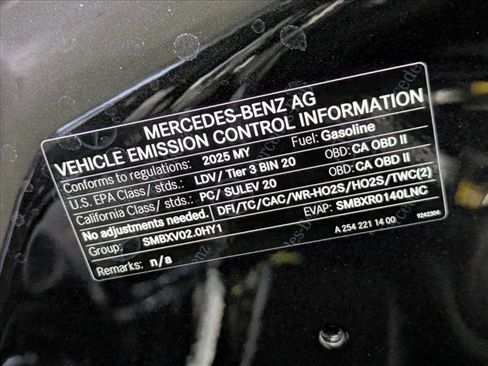 MERCEDES-BENZ AG
VEHICLE EMISSION CONTROL INFORMATION
Conforms to regulations: 2025 MY Fuel: Gasoline
U.S. EPA Class/ stds.: LDV/ Tier 3 BIN 20 OBD: CA OBD II
California Class/ stds.: PC/ SULEV 20 OBD: CA OBD II
No adjustments needed. DFI/TC/CAC/WR-HO2S/HO2S/TWC(2)
Group: SMBXV02.0HY1 EVAP: SMBXR0140LNC
Remarks: n/a A 254 221 14 00 9242306